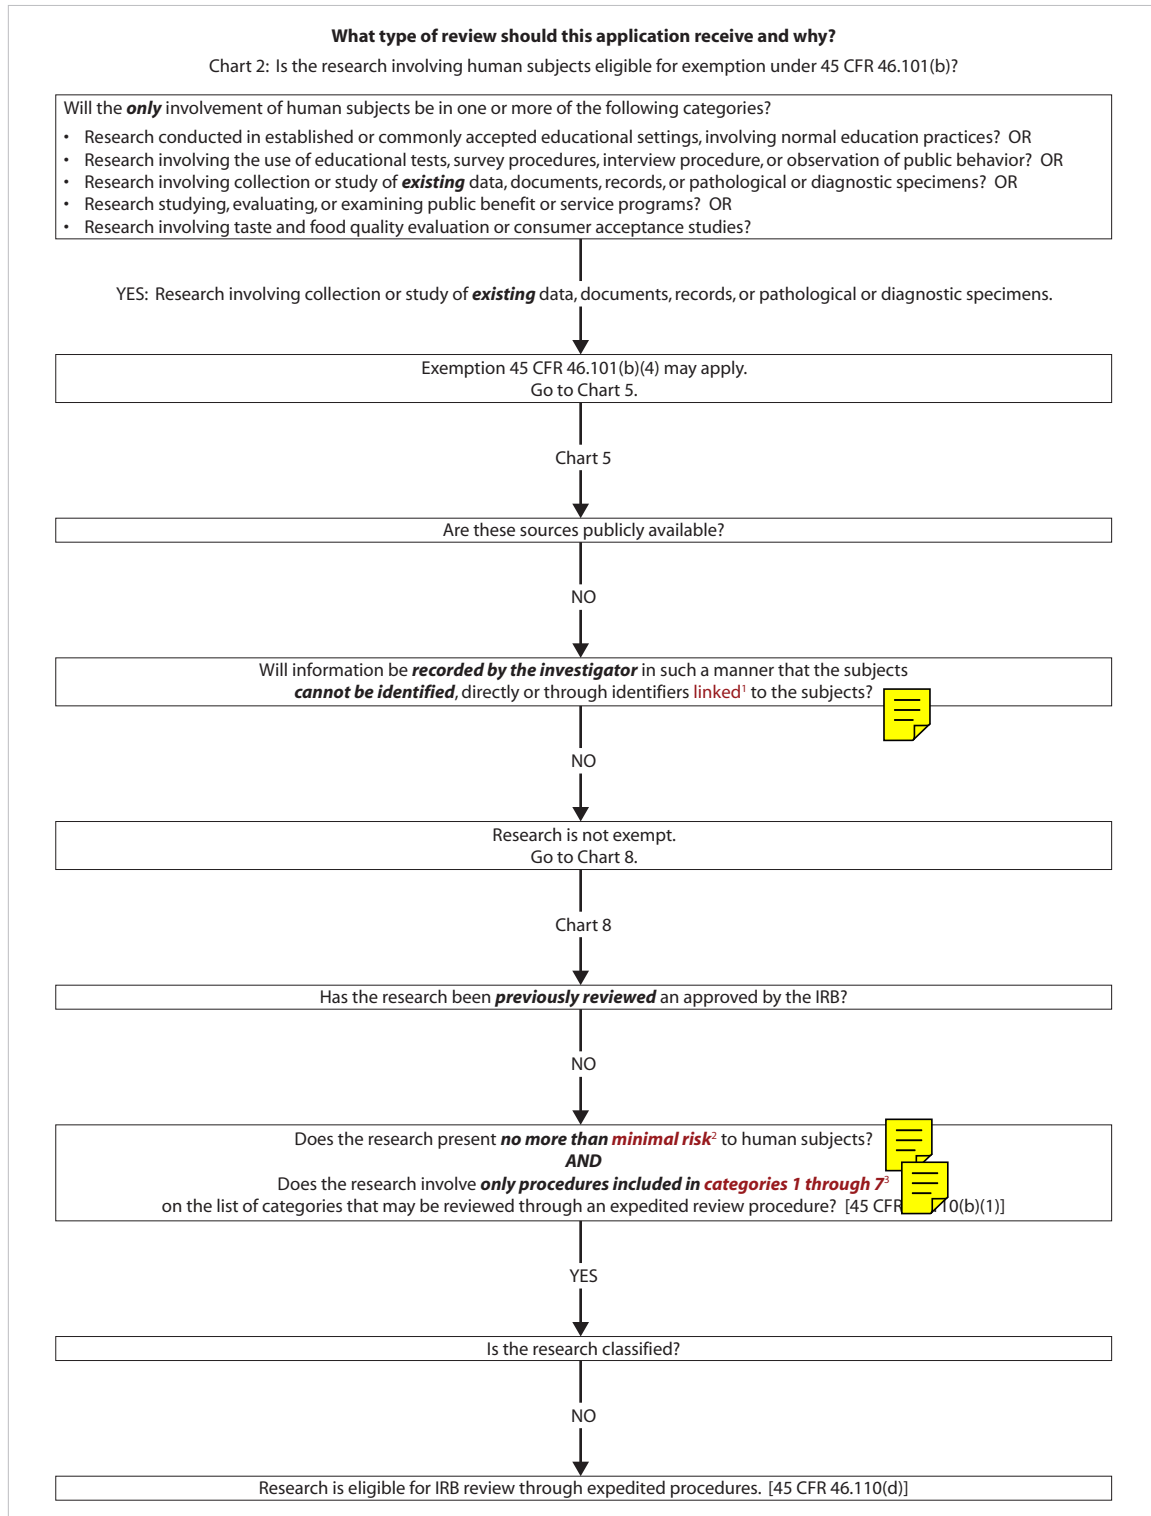 What type of review should this application receive and why?
Chart 2: Is the research involving human subjects eligible for exemption under 45 CFR 46.101(b)?
Will the only involvement of human subjects be in one or more of the following categories?
• Research conducted in established or commonly accepted educational settings, involving normal education practices? OR
• Research involving the use of educational tests, survey procedures, interview procedure, or observation of public behavior? OR
• Research involving collection or study of existing data, documents, records, or pathological or diagnostic specimens? OR
• Research studying, evaluating, or examining public benefit or service programs? OR
• Research involving taste and food quality evaluation or consumer acceptance studies?
YES: Research involving collection or study of existing data, documents, records, or pathological or diagnostic specimens.
Exemption 45 CFR 46.101(b)(4) may apply.
Go to Chart 5.
Chart 5
Are these sources publicly available?
NO
Will information be recorded by the investigator in such a manner that the subjects
cannot be identified, directly or through identifiers linked¹ to the subjects?
NO
Research is not exempt.
Go to Chart 8.
Chart 8
Has the research been previously reviewed an approved by the IRB?
NO
Does the research present no more than minimal risk² to human subjects?
AND
Does the research involve only procedures included in categories 1 through 7³
on the list of categories that may be reviewed through an expedited review procedure? [45 CFR 10(b)(1)]
YES
Is the research classified?
NO
Research is eligible for IRB review through expedited procedures. [45 CFR 46.110(d)]